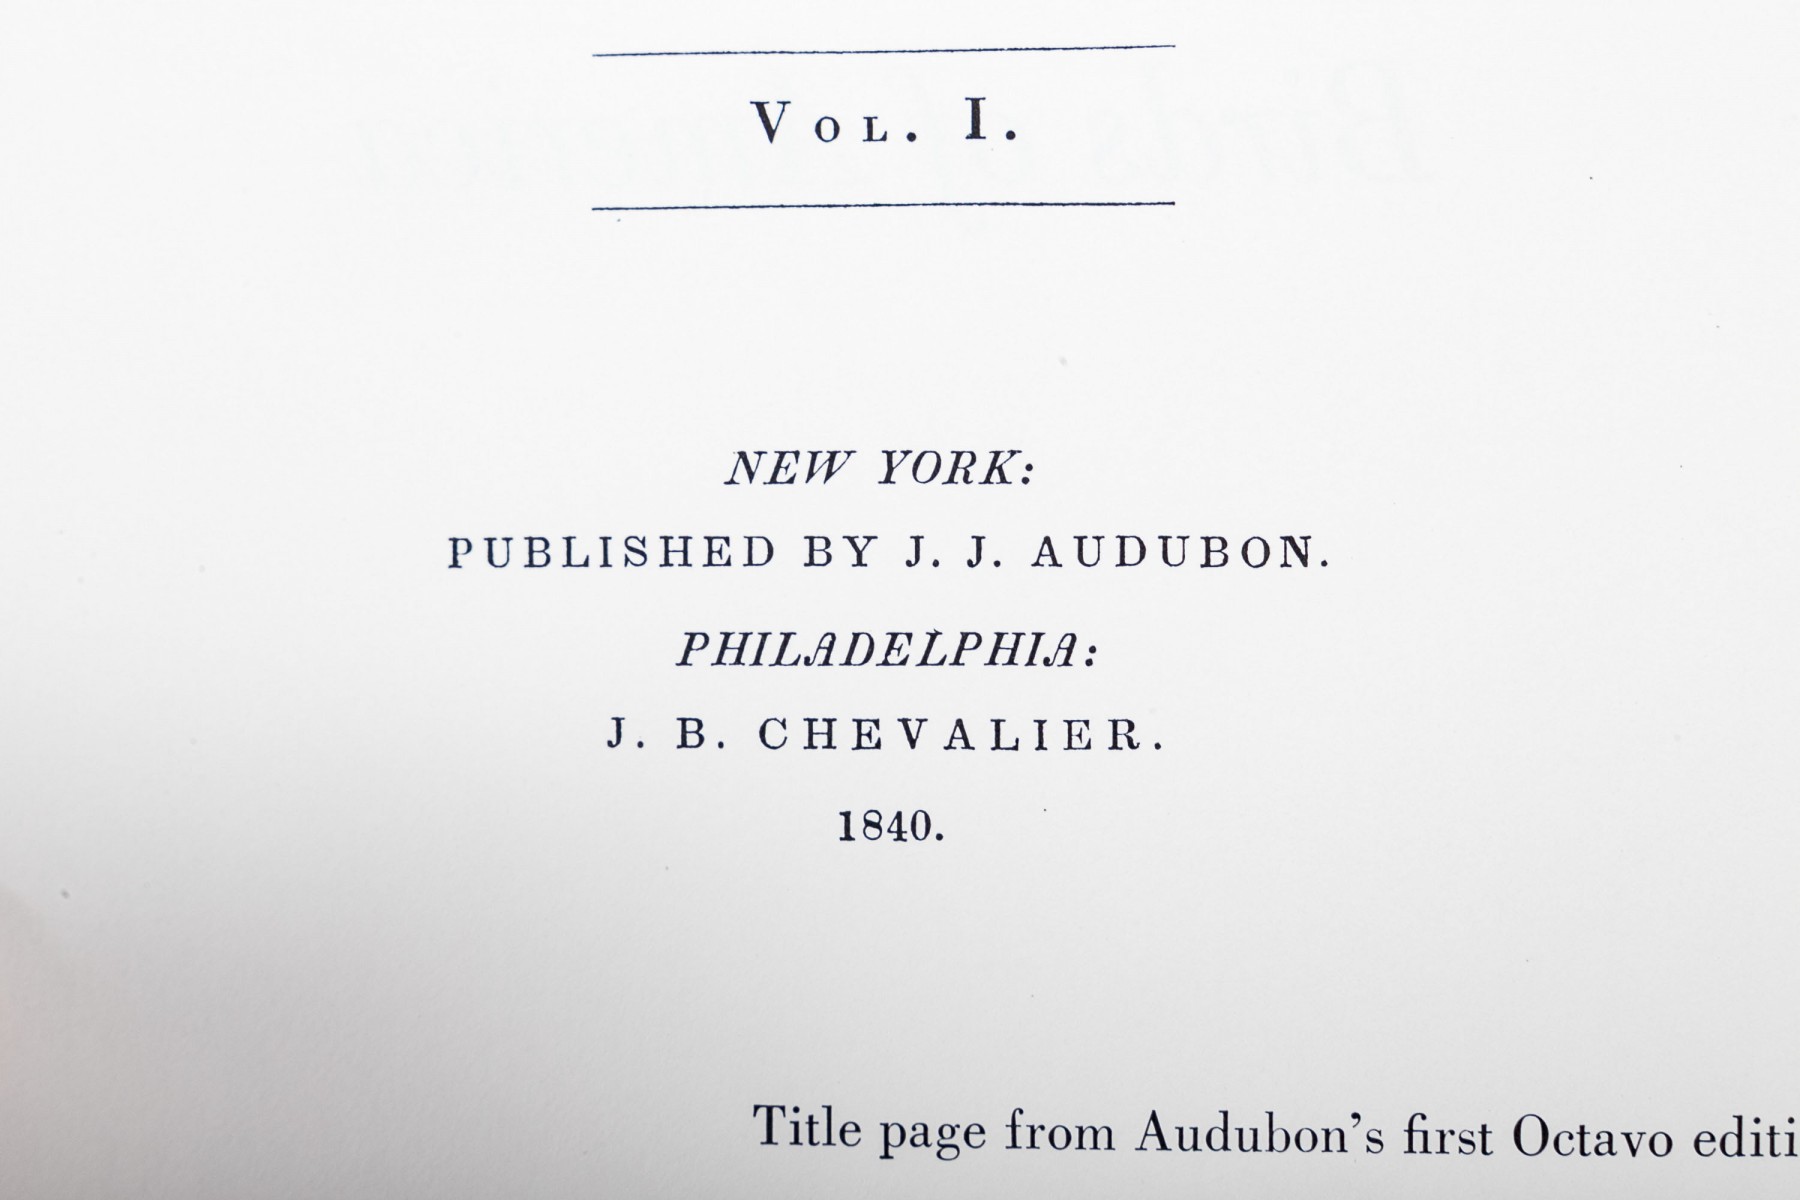 Vol. I.
NEW YORK:
PUBLISHED BY J. J. AUDUBON.
PHILADELPHIA:
J. B. CHEVALIER.
1840.
Title page from Audubon's first Octavo editi